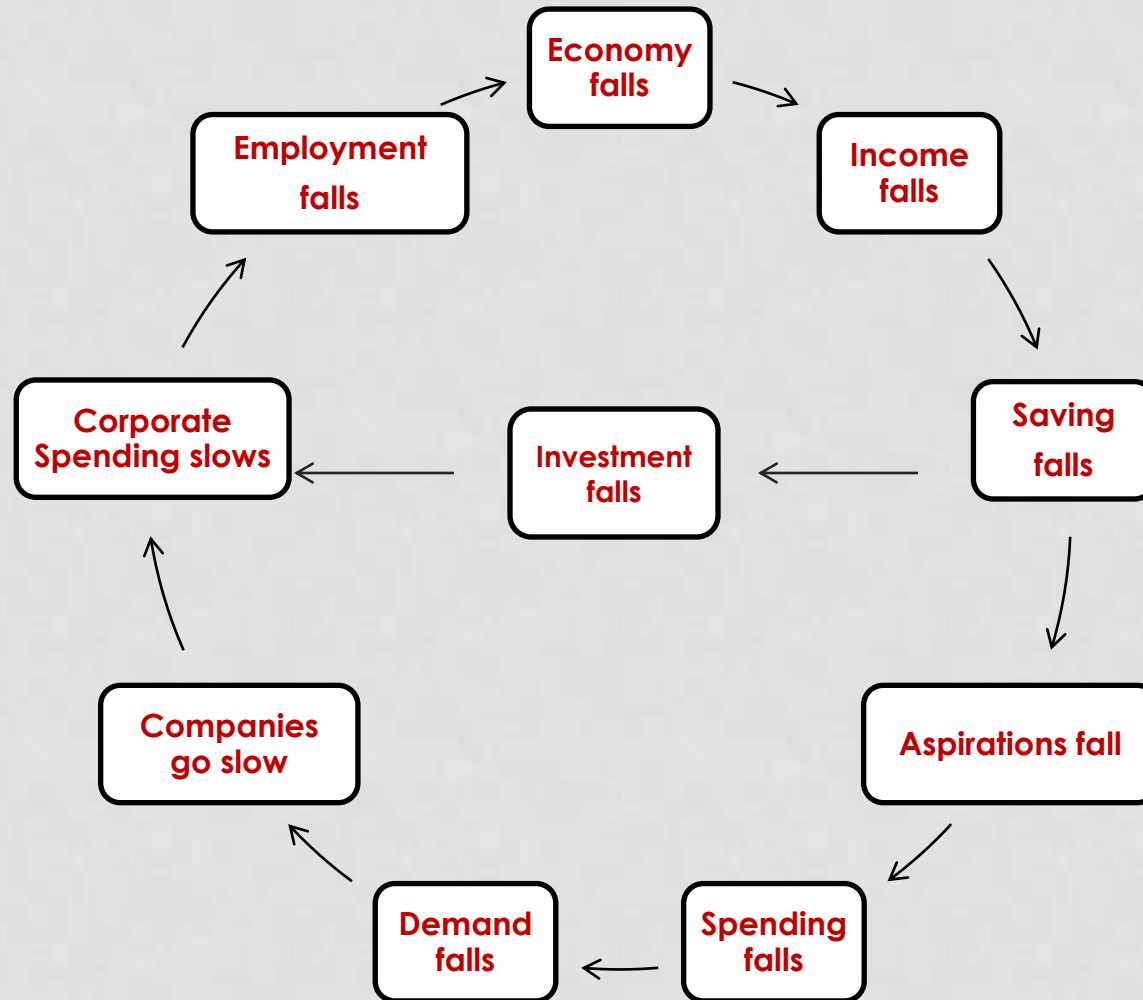 Economy
falls
Income
falls
Saving
falls
Aspirations fall
Spending
falls
Demand
falls
Companies
go slow
Corporate
Spending slows
Employment
falls
Investment
falls